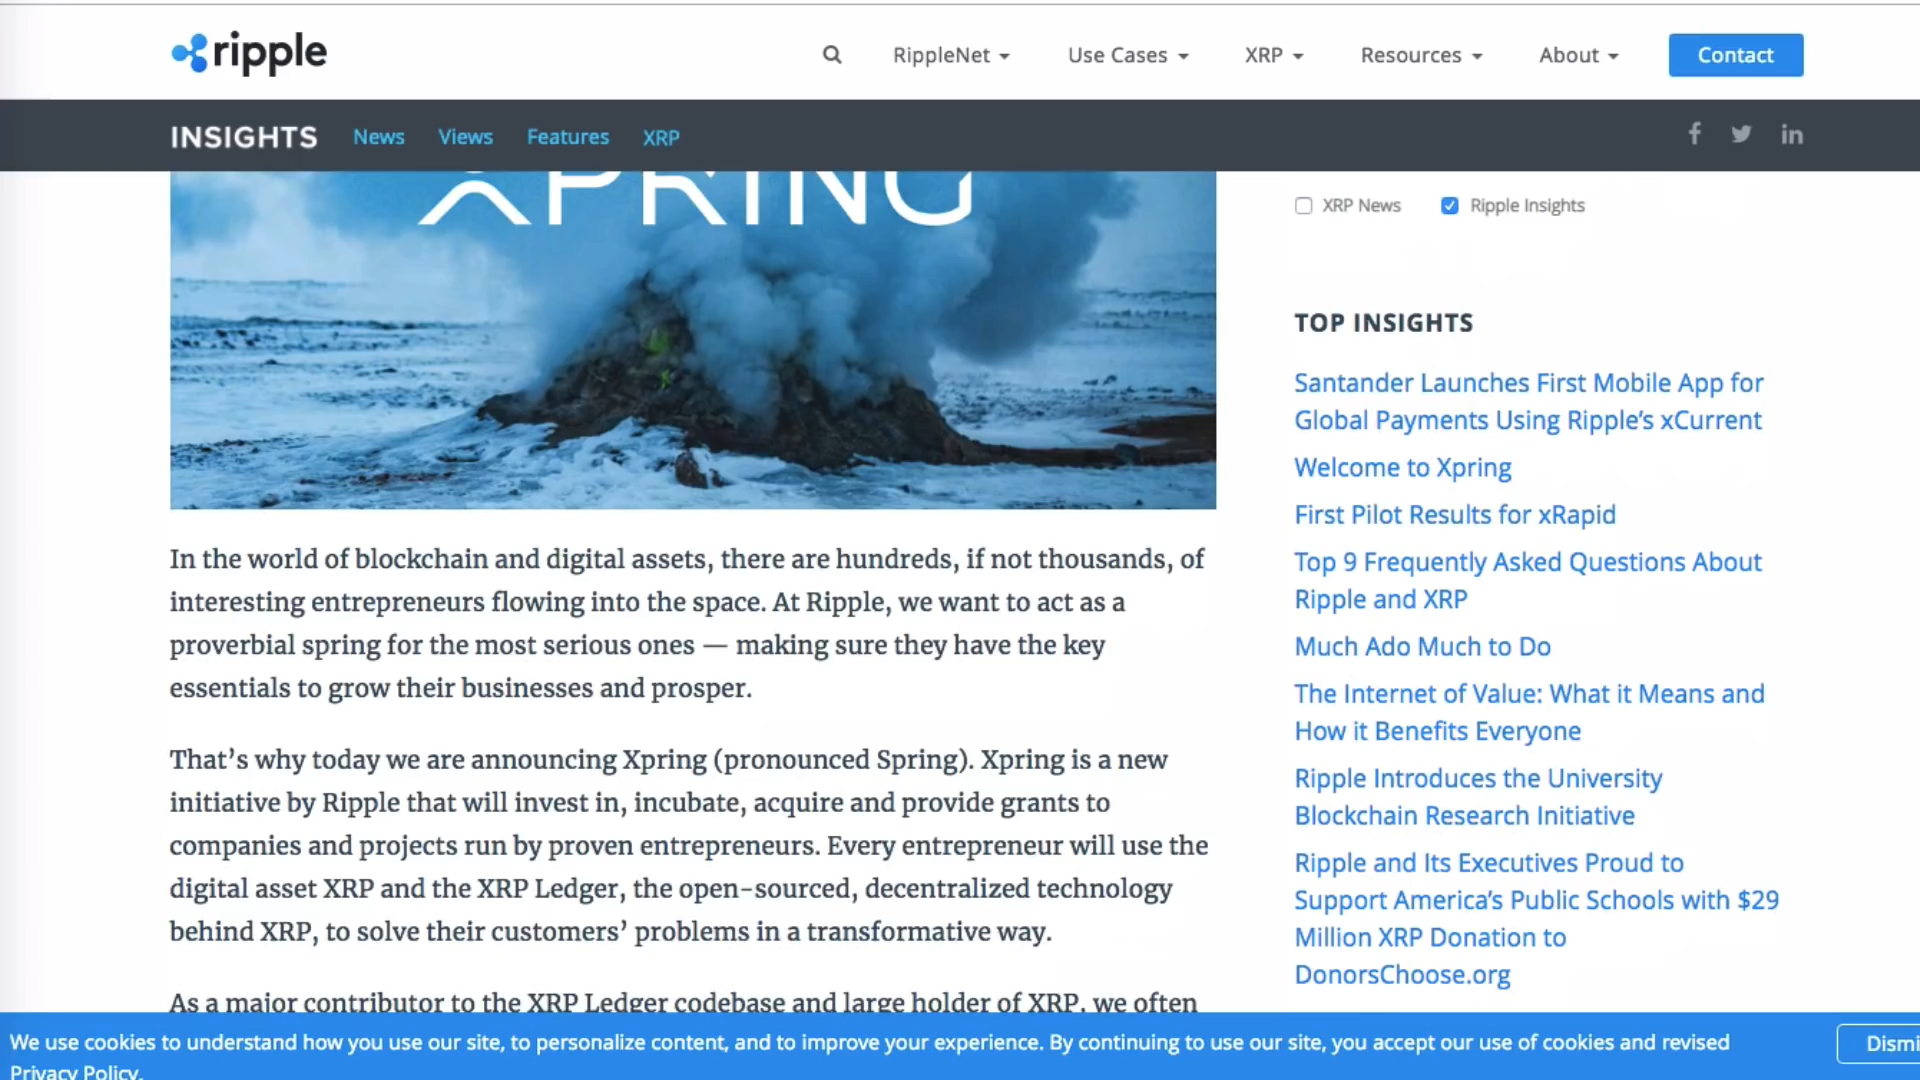 ripple
RippleNet
Use Cases
XRP
Resources
About
Contact
INSIGHTS
News
Views
Features
XRP
XPRING
XRP News
Ripple Insights
In the world of blockchain and digital assets, there are hundreds, if not thousands, of
interesting entrepreneurs flowing into the space. At Ripple, we want to act as a
proverbial spring for the most serious ones — making sure they have the key
essentials to grow their businesses and prosper.
That’s why today we are announcing Xpring (pronounced Spring). Xpring is a new
initiative by Ripple that will invest in, incubate, acquire and provide grants to
companies and projects run by proven entrepreneurs. Every entrepreneur will use the
digital asset XRP and the XRP Ledger, the open-sourced, decentralized technology
behind XRP, to solve their customers’ problems in a transformative way.
As a major contributor to the XRP Ledger codebase and large holder of XRP, we often
TOP INSIGHTS
Santander Launches First Mobile App for
Global Payments Using Ripple’s xCurrent
Welcome to Xpring
First Pilot Results for xRapid
Top 9 Frequently Asked Questions About
Ripple and XRP
Much Ado Much to Do
The Internet of Value: What it Means and
How it Benefits Everyone
Ripple Introduces the University
Blockchain Research Initiative
Ripple and Its Executives Proud to
Support America’s Public Schools with $29
Million XRP Donation to
DonorsChoose.org
We use cookies to understand how you use our site, to personalize content, and to improve your experience. By continuing to use our site, you accept our use of cookies and revised
Privacy Policy.
Dismi